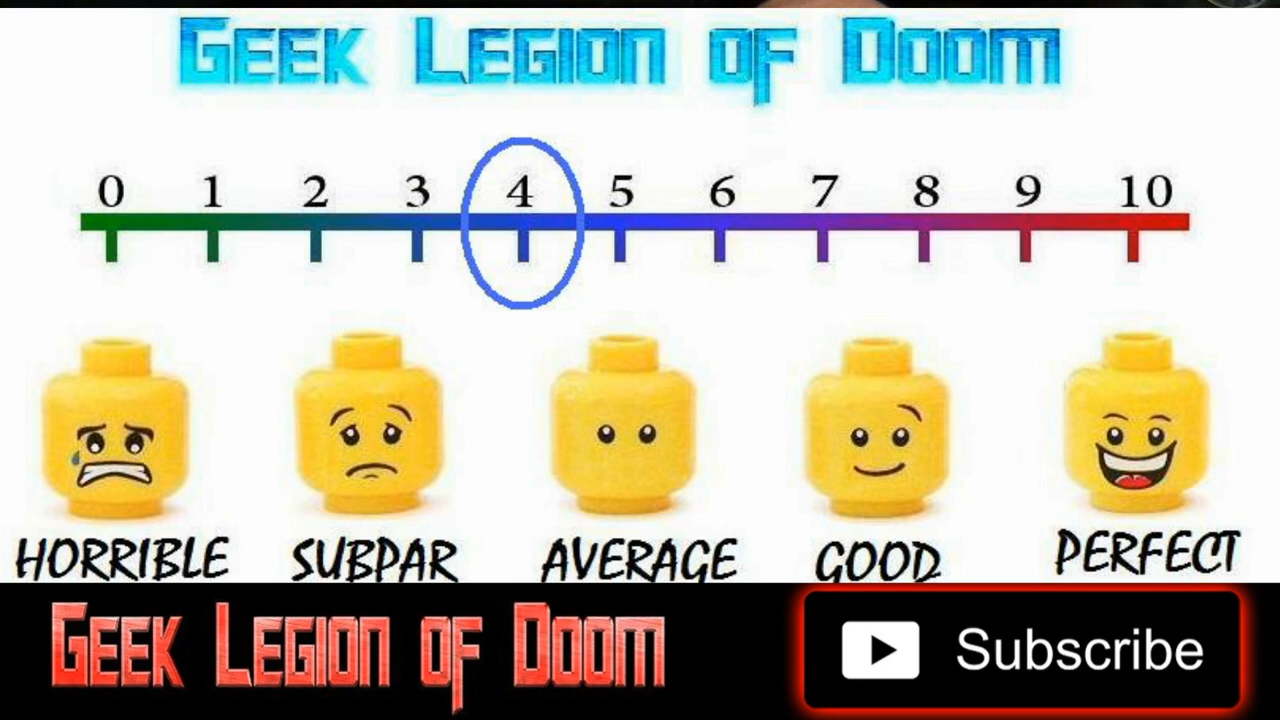 GEEK LEGION OF DOOM
0 1 2 3 4 5 6 7 8 9 10
HORRIBLE SUBPAR AVERAGE GOOD PERFECT
GEEK LEGION OF DOOM
Subscribe